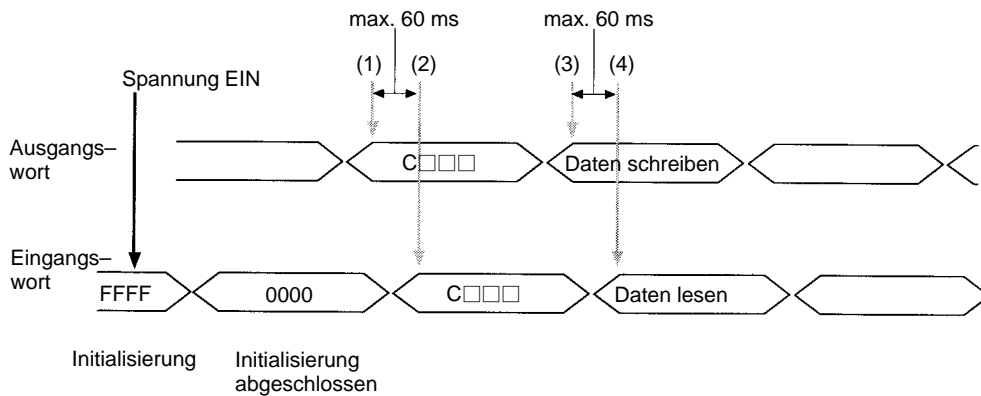 max. 60 ms
max. 60 ms
(1)
(2)
(3)
(4)
Spannung EIN
Ausgangs–
wort
C□□□
Daten schreiben
Eingangs–
wort
FFFF
0000
C□□□
Daten lesen
Initialisierung
Initialisierung
abgeschlossen